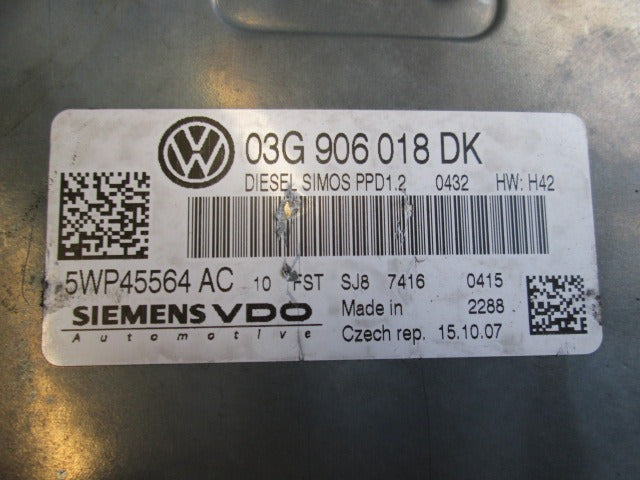 03G 906 018 DK
DIESEL SIMOS PPD1.2 0432 HW: H42
5WP45564 AC 10 FST SJ8 7416 0415
SIEMENS VDO Made in 2288
Automotive Czech rep. 15.10.07